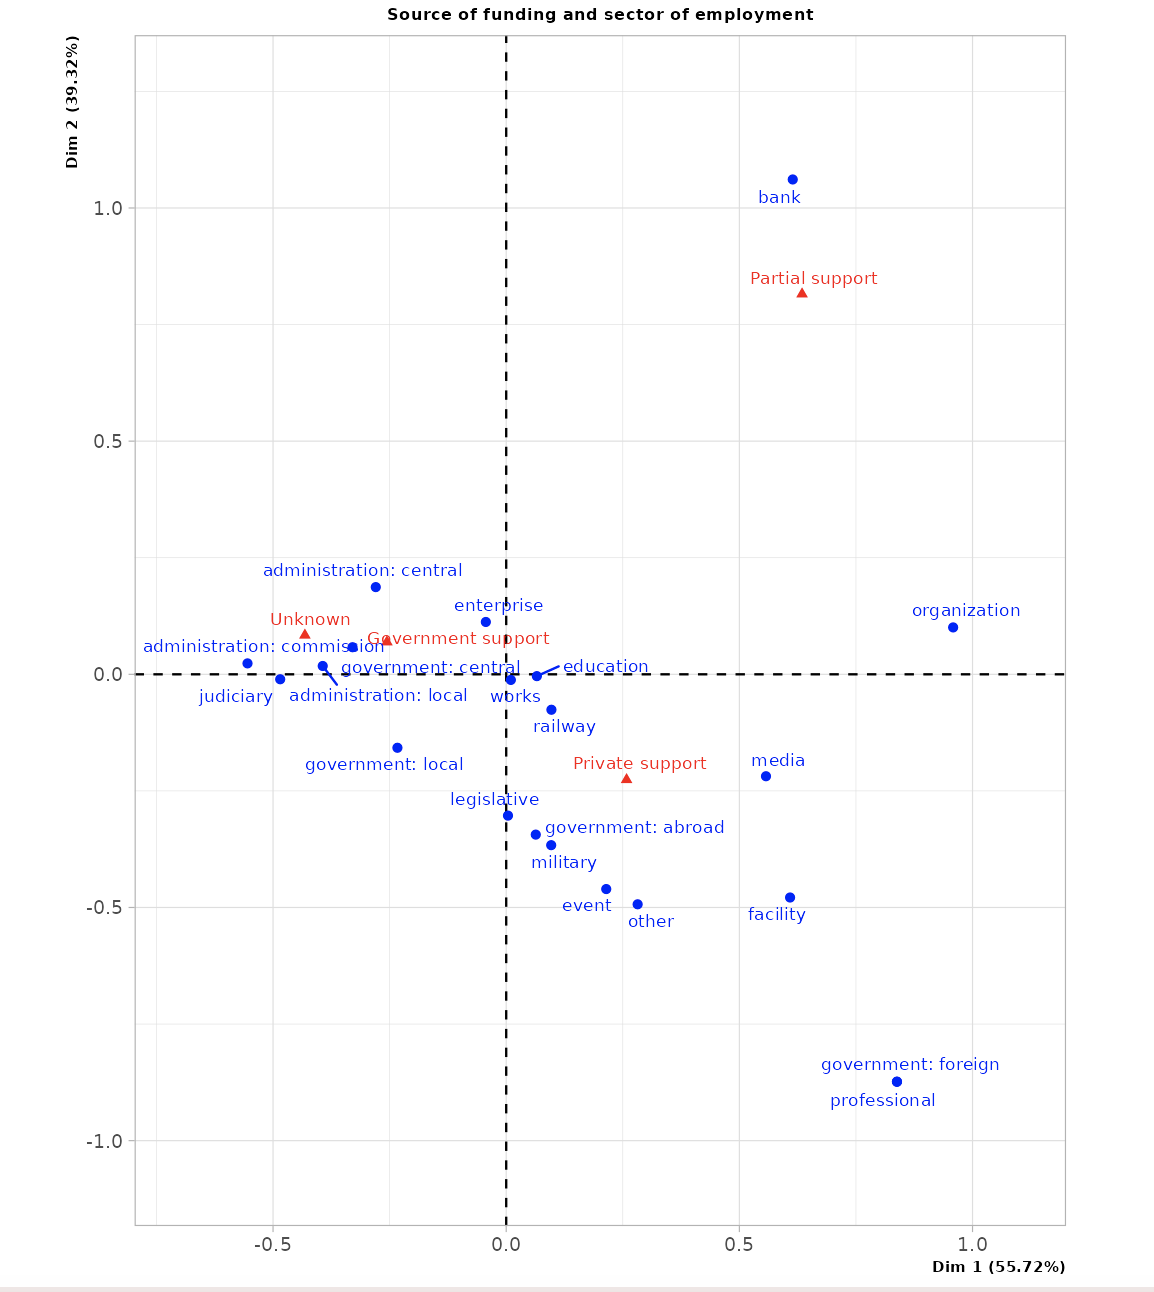 Source of funding and sector of employment
Dim 2 (39.32%)
bank
1.0
Partial support
0.5
administration: central
enterprise
organization
Unknown
Government support
administration: commission
government: central
education
0.0
judiciary
administration: local
works
railway
government: local
Private support
media
legislative
government: abroad
military
event
-0.5
facility
other
government: foreign
professional
-1.0
-0.5
0.0
0.5
1.0
Dim 1 (55.72%)